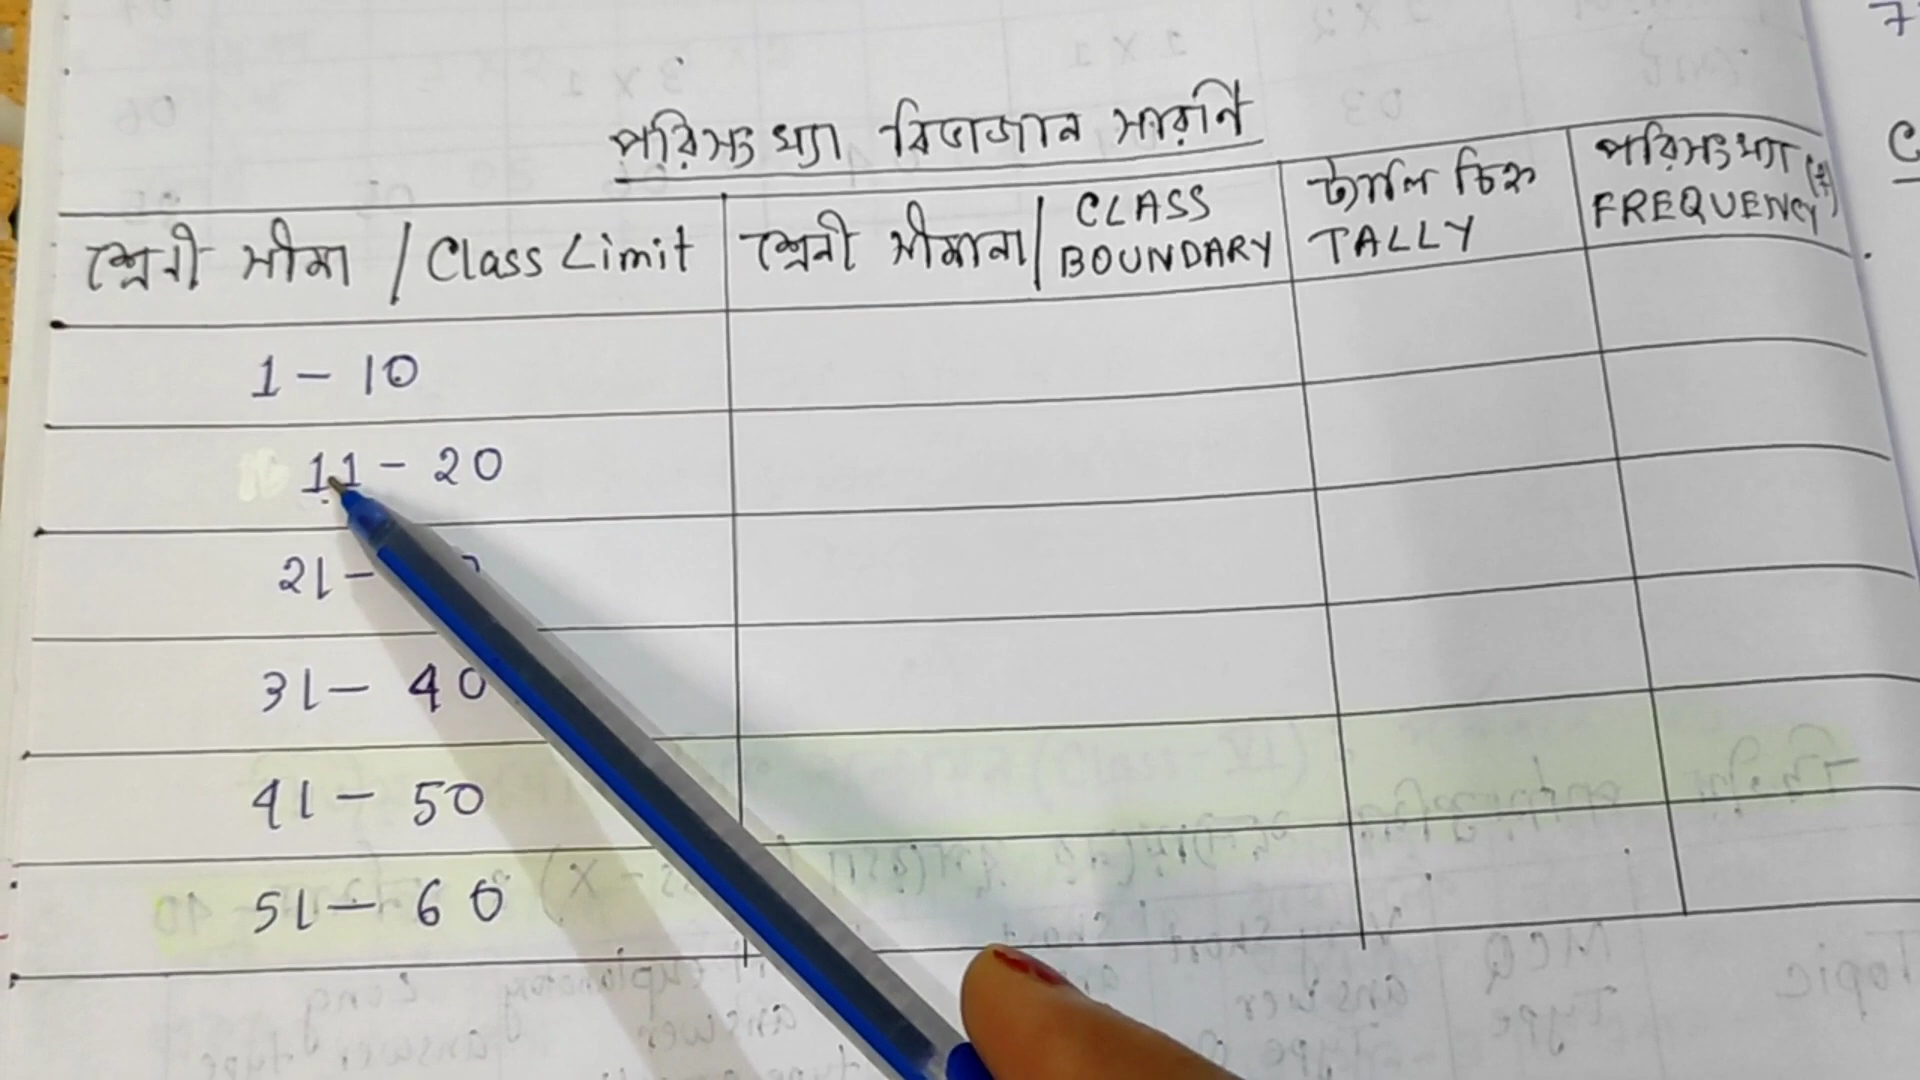 পরিসংখ্যা বিভাজন সারণি
শ্রেনী সীমা / Class Limit
শ্রেনী সীমানা / CLASS BOUNDARY
ট্যালি চিহ্ন TALLY
পরিসংখ্যা FREQUENCY
1 - 10
11 - 20
21 -
31 - 40
41 - 50
51 - 60